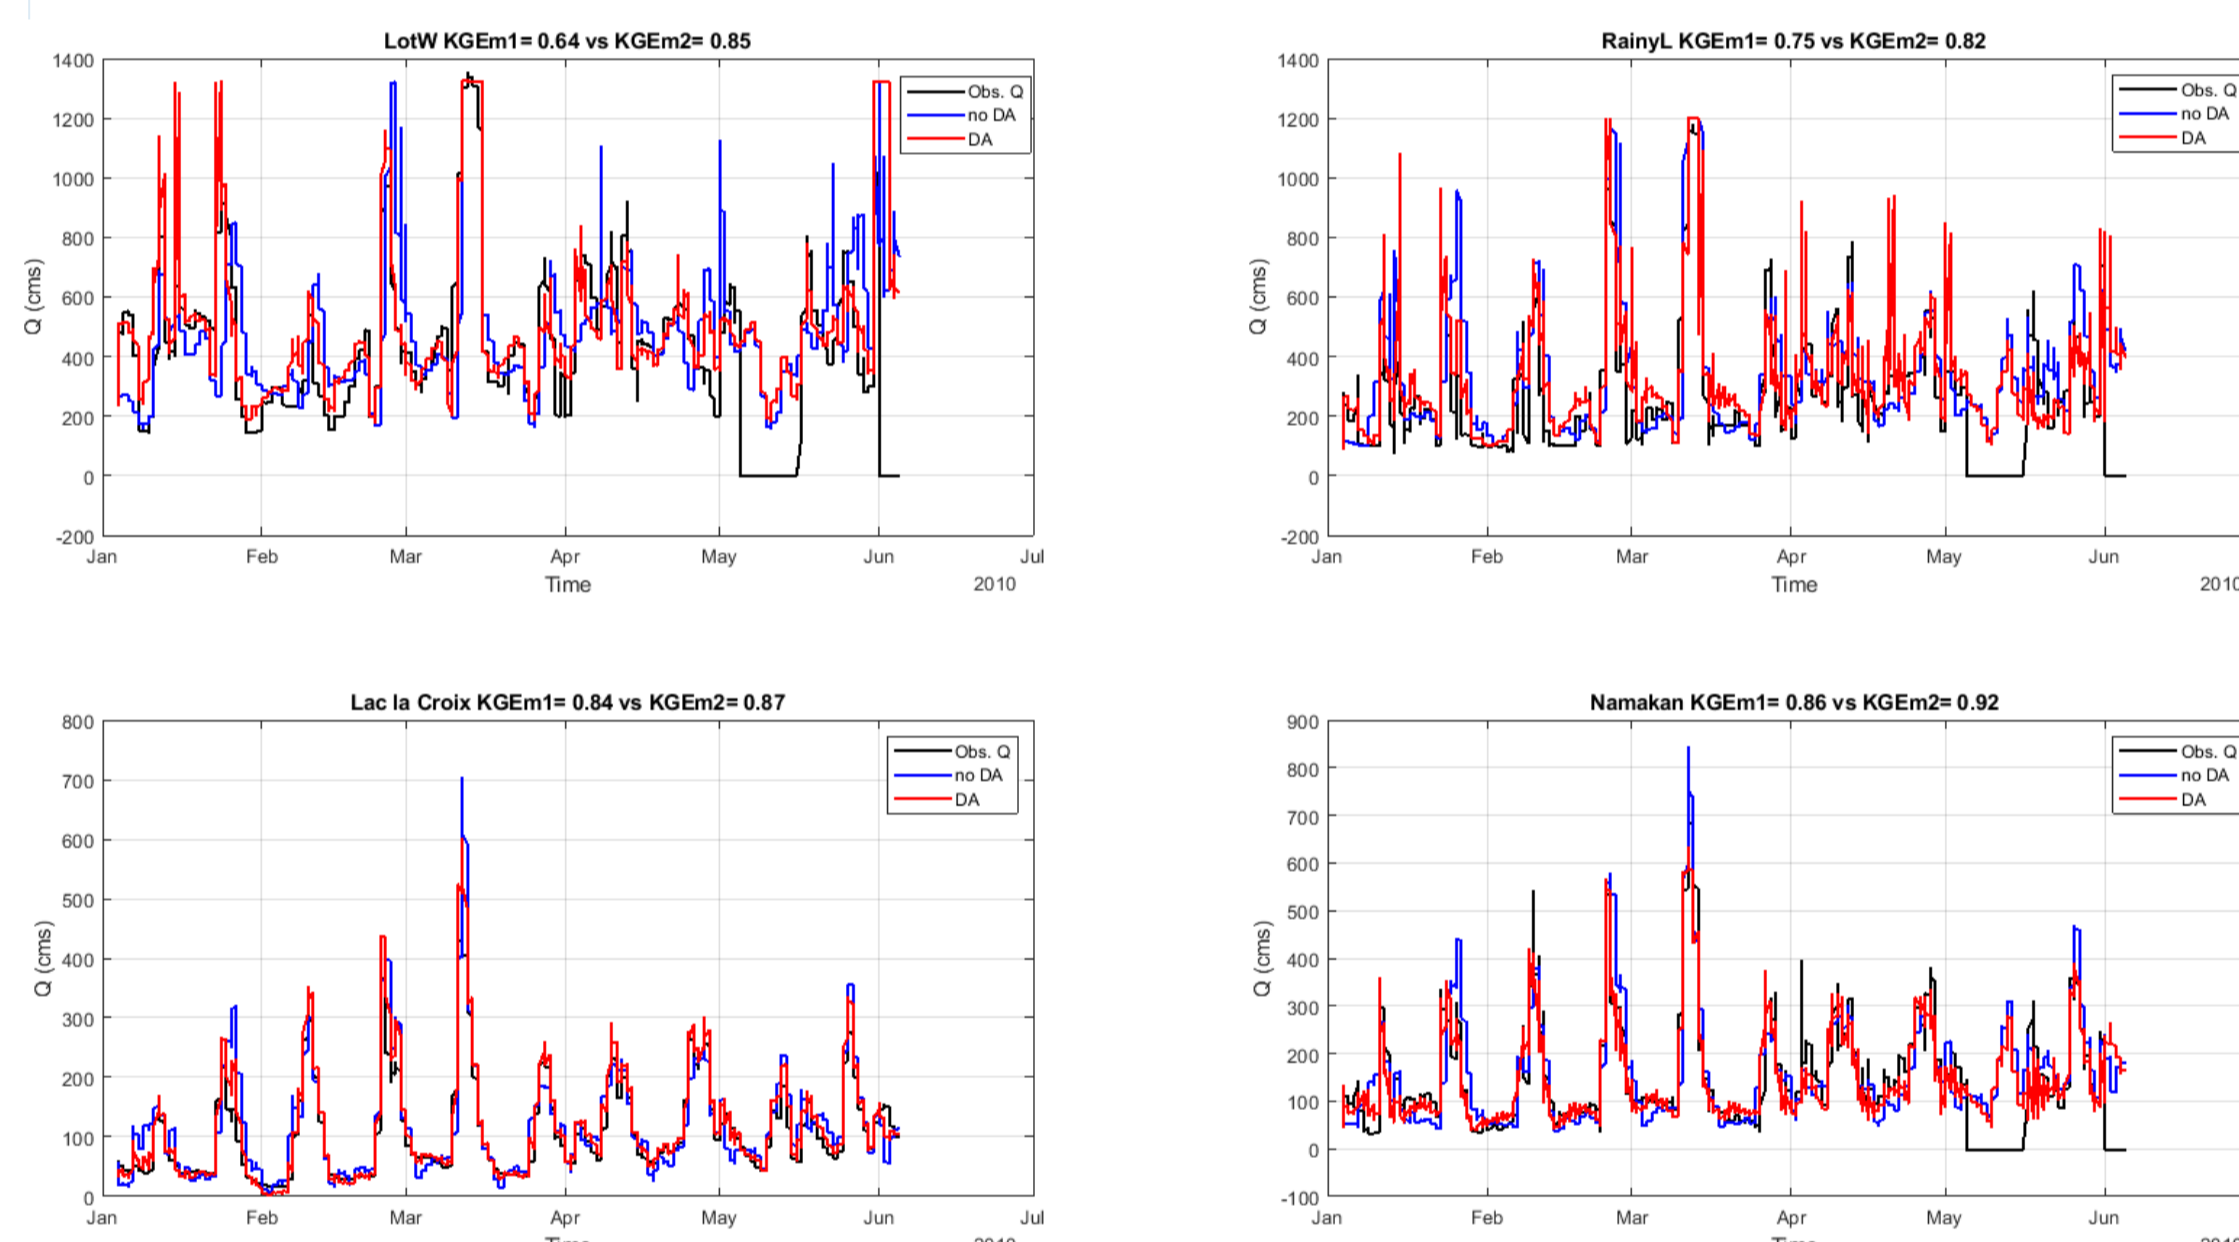 LotW KGEm1= 0.64 vs KGEm2= 0.85
1400
1200
1000
800
600
400
200
0
-200
Q (cms)
Jan
Feb
Mar
Apr
May
Jun
Jul
Time
2010
Obs. Q
no DA
DA
RainyL KGEm1= 0.75 vs KGEm2= 0.82
1400
1200
1000
800
600
400
200
0
-200
Q (cms)
Jan
Feb
Mar
Apr
May
Jun
Time
2010
Obs. Q
no DA
DA
Lac la Croix KGEm1= 0.84 vs KGEm2= 0.87
800
700
600
500
400
300
200
100
0
Q (cms)
Jan
Feb
Mar
Apr
May
Jun
Jul
Time
2010
Obs. Q
no DA
DA
Namakan KGEm1= 0.86 vs KGEm2= 0.92
900
800
700
600
500
400
300
200
100
0
-100
Q (cms)
Jan
Feb
Mar
Apr
May
Jun
Obs. Q
no DA
DA